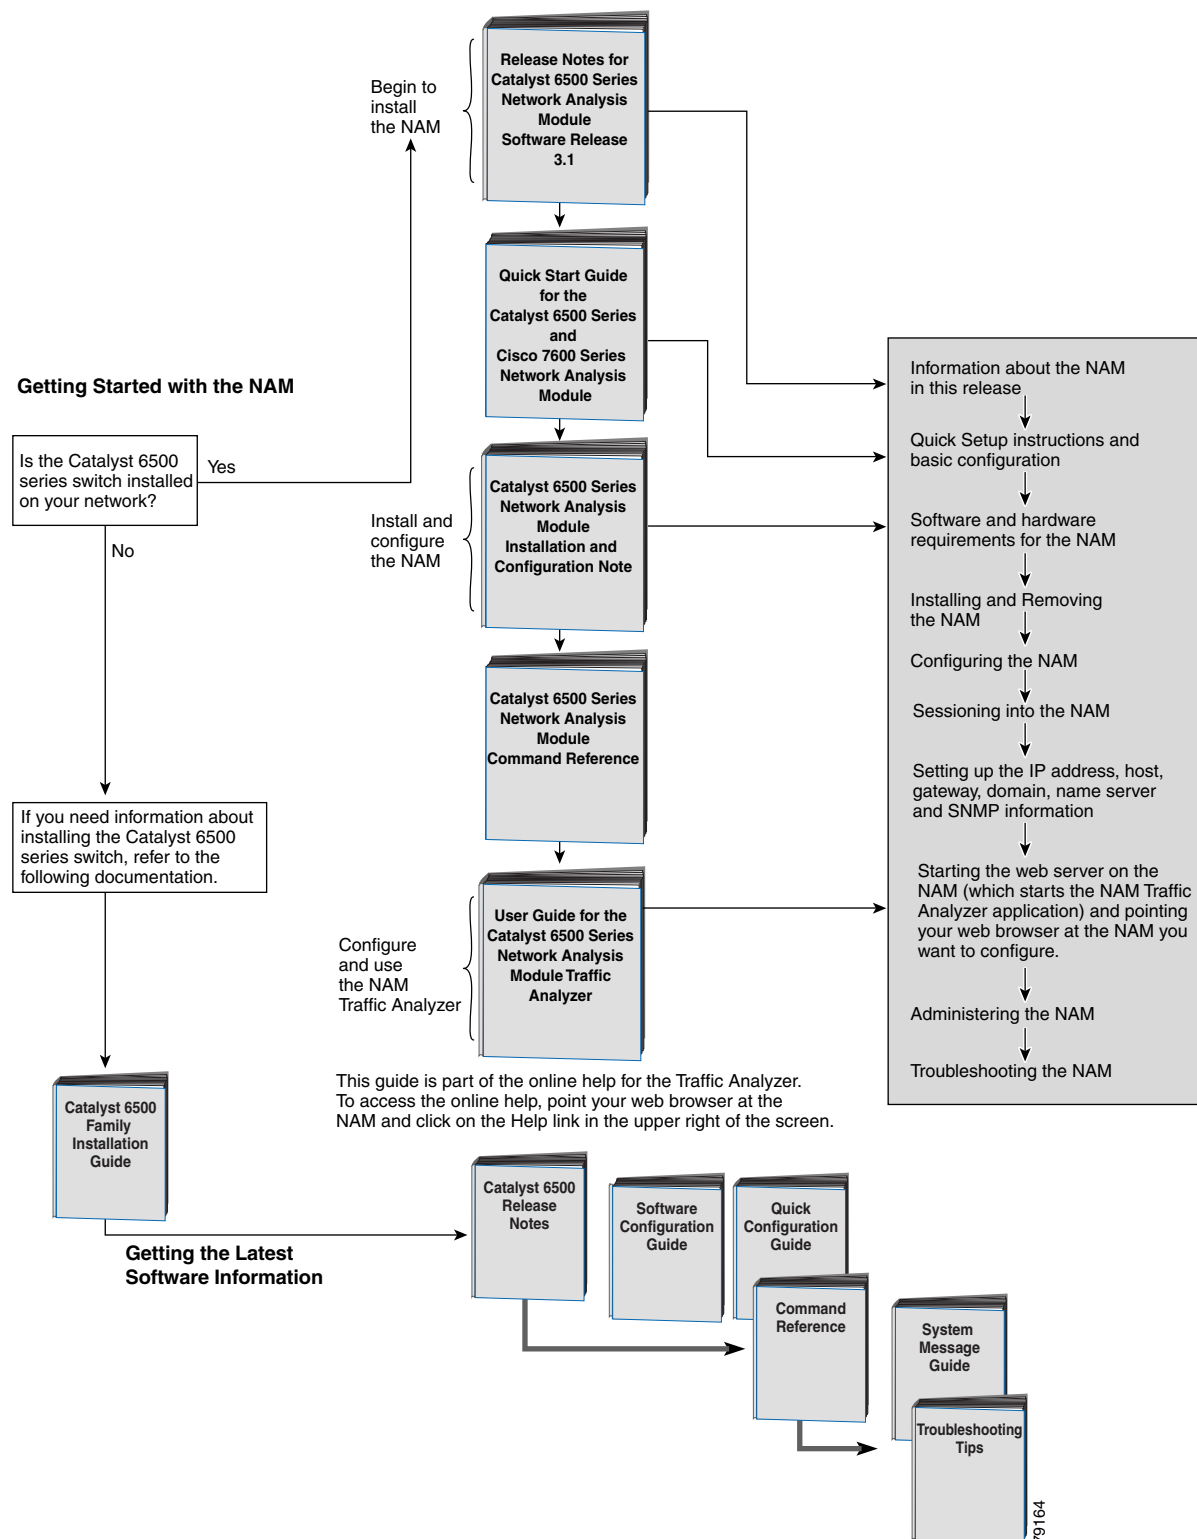 Release Notes for
Catalyst 6500 Series
Network Analysis
Module
Software Release
3.1
Begin to
install
the NAM
Quick Start Guide
for the
Catalyst 6500 Series
and
Cisco 7600 Series
Network Analysis
Module
Getting Started with the NAM
Is the Catalyst 6500
series switch installed
on your network?
Yes
No
Install and
configure
the NAM
Catalyst 6500 Series
Network Analysis
Module
Installation and
Configuration Note
Catalyst 6500 Series
Network Analysis
Module
Command Reference
If you need information about
installing the Catalyst 6500
series switch, refer to the
following documentation.
Configure
and use
the NAM
Traffic Analyzer
User Guide for the
Catalyst 6500 Series
Network Analysis
Module Traffic
Analyzer
Information about the NAM
in this release
Quick Setup instructions and
basic configuration
Software and hardware
requirements for the NAM
Installing and Removing
the NAM
Configuring the NAM
Sessioning into the NAM
Setting up the IP address, host,
gateway, domain, name server
and SNMP information
Starting the web server on the
NAM (which starts the NAM Traffic
Analyzer application) and pointing
your web browser at the NAM you
want to configure.
Administering the NAM
Troubleshooting the NAM
This guide is part of the online help for the Traffic Analyzer.
To access the online help, point your web browser at the
NAM and click on the Help link in the upper right of the screen.
Catalyst 6500
Family
Installation
Guide
Getting the Latest
Software Information
Catalyst 6500
Release
Notes
Software
Configuration
Guide
Quick
Configuration
Guide
Command
Reference
System
Message
Guide
Troubleshooting
Tips
79164